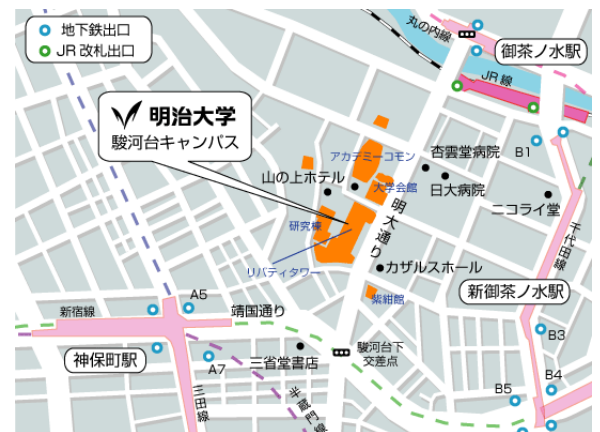 地下鉄出口
JR改札出口
丸の内線
御茶ノ水駅
JR線
明治大学
駿河台キャンパス
アカデミーコモン
杏雲堂病院
B1
山の上ホテル
大学会館
日大病院
ニコライ堂
研究棟
明大通り
千代田線
リバティタワー
カザルスホール
新御茶ノ水駅
紫紺館
A5
新宿線
靖国通り
B3
神保町駅
A7
三省堂書店
駿河台下
交差点
三田線
半蔵門線
B4
B5